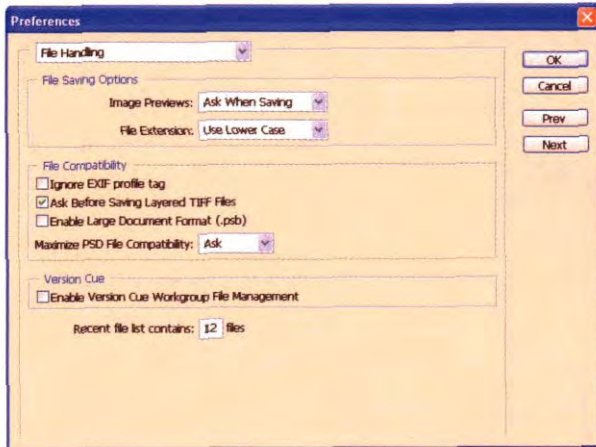 Preferences
File Handling
OK
Cancel
Prev
Next
File Saving Options
Image Previews: Ask When Saving
File Extension: Use Lower Case
File Compatibility
Ignore EXIF profile tag
Ask Before Saving Layered TIFF Files
Enable Large Document Format (.psb)
Maximize PSD File Compatibility: Ask
Version Cue
Enable Version Cue Workgroup File Management
Recent file list contains: 12 files